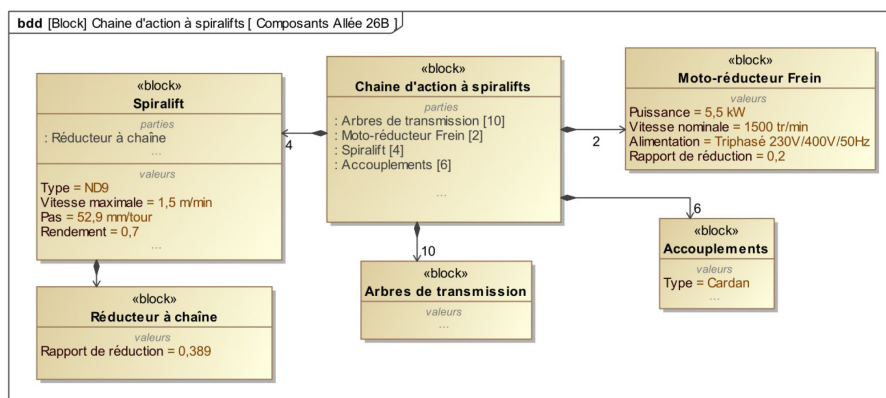 bdd [Block] Chaine d'action à spiralifts [ Composants Allée 26B ]
«block»
Spiralift
parties
: Réducteur à chaîne
...
valeurs
Type = ND9
Vitesse maximale = 1,5 m/min
Pas = 52,9 mm/tour
Rendement = 0,7
...
4
«block»
Chaine d'action à spiralifts
parties
: Arbres de transmission [10]
: Moto-réducteur Frein [2]
: Spiralift [4]
: Accouplements [6]
...
2
«block»
Moto-réducteur Frein
valeurs
Puissance = 5,5 kW
Vitesse nominale = 1500 tr/min
Alimentation = Triphasé 230V/400V/50Hz
Rapport de réduction = 0,2
6
«block»
Accouplements
valeurs
Type = Cardan
...
10
«block»
Arbres de transmission
valeurs
...
«block»
Réducteur à chaîne
valeurs
Rapport de réduction = 0,389